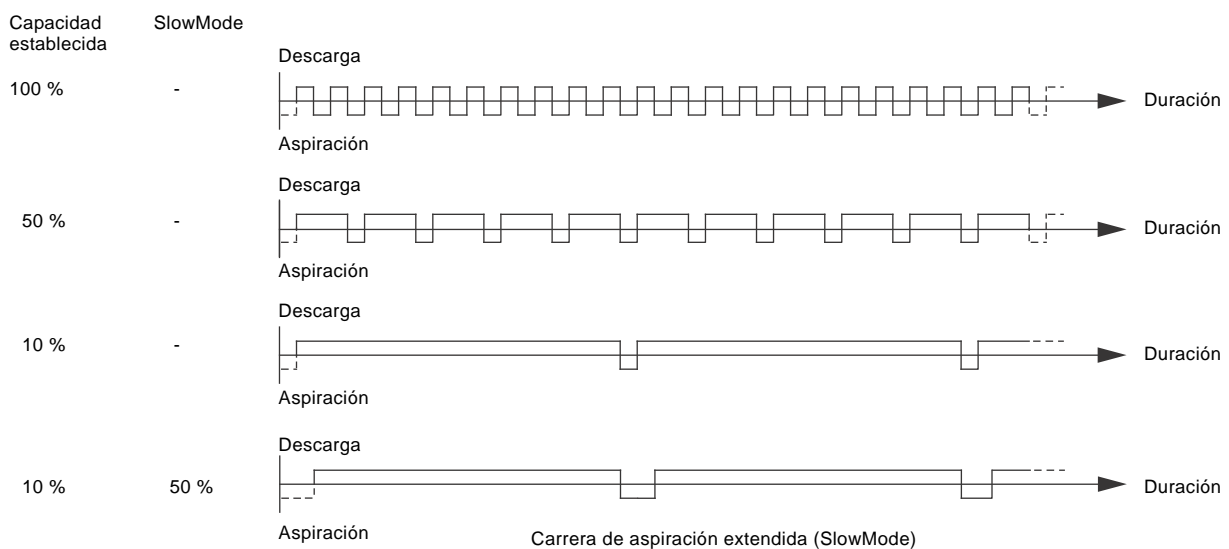 Capacidad establecida
SlowMode
Descarga
100 %
-
Duración
Aspiración
Descarga
50 %
-
Duración
Aspiración
Descarga
10 %
-
Duración
Aspiración
Descarga
10 %
50 %
Duración
Aspiración
Carrera de aspiración extendida (SlowMode)